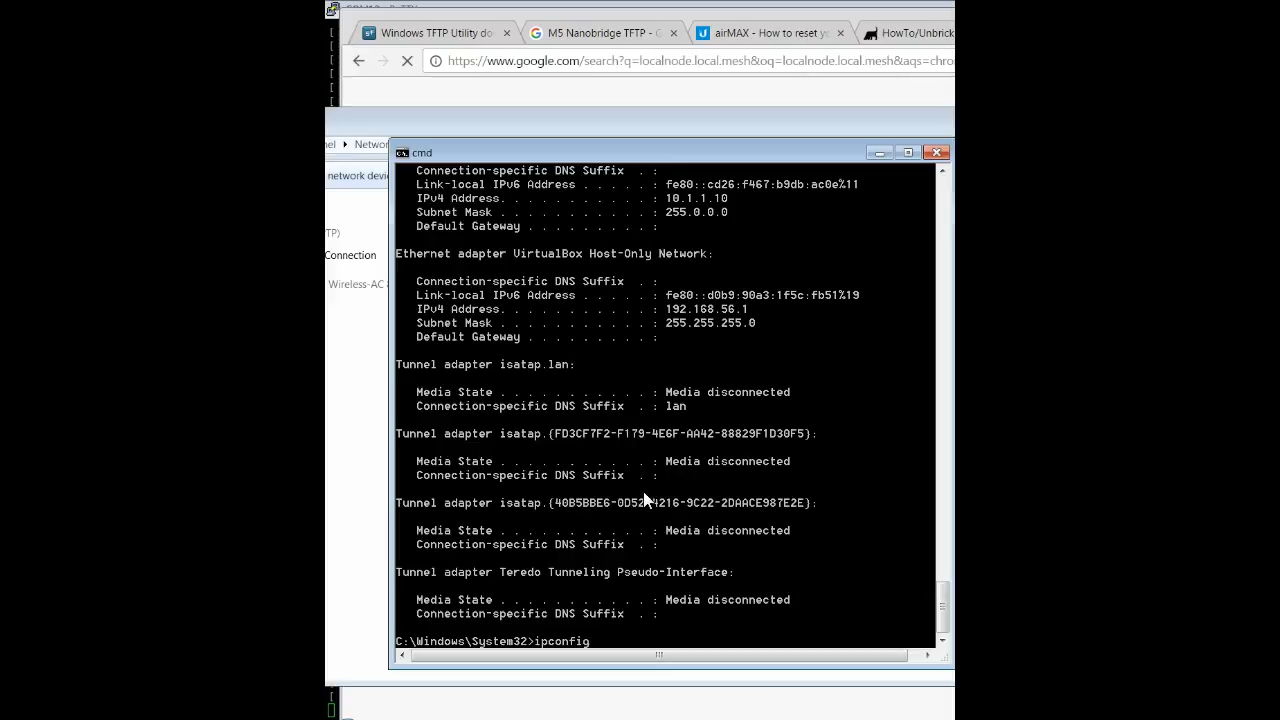 Windows TFTP Utility do
M5 Nanobridge TFTP - G
airMAX - How to reset y
HowTo/Unbrick
https://www.google.com/search?q=localnode.local.mesh&oq=localnode.local.mesh&aqs=chro
nel ▸ Networ
network devi
TP)
Connection
Wireless-AC
cmd
Connection-specific DNS Suffix . :
Link-local IPv6 Address . . . . . : fe80::cd26:f467:b9db:ac0e%11
IPv4 Address. . . . . . . . . . . : 10.1.1.10
Subnet Mask . . . . . . . . . . . : 255.0.0.0
Default Gateway . . . . . . . . . :
Ethernet adapter VirtualBox Host-Only Network:
Connection-specific DNS Suffix . :
Link-local IPv6 Address . . . . . : fe80::d0b9:90a3:1f5c:fb51%19
IPv4 Address. . . . . . . . . . . : 192.168.56.1
Subnet Mask . . . . . . . . . . . : 255.255.255.0
Default Gateway . . . . . . . . . :
Tunnel adapter isatap.lan:
Media State . . . . . . . . . . . : Media disconnected
Connection-specific DNS Suffix . : lan
Tunnel adapter isatap.{FD3CF7F2-F179-4E6F-AA42-88829F1D30F5}:
Media State . . . . . . . . . . . : Media disconnected
Connection-specific DNS Suffix . :
Tunnel adapter isatap.{40B5BBE6-0D52-4216-9C22-2DAACE987E2E}:
Media State . . . . . . . . . . . : Media disconnected
Connection-specific DNS Suffix . :
Tunnel adapter Teredo Tunneling Pseudo-Interface:
Media State . . . . . . . . . . . : Media disconnected
Connection-specific DNS Suffix . :
C:\Windows\System32>ipconfig